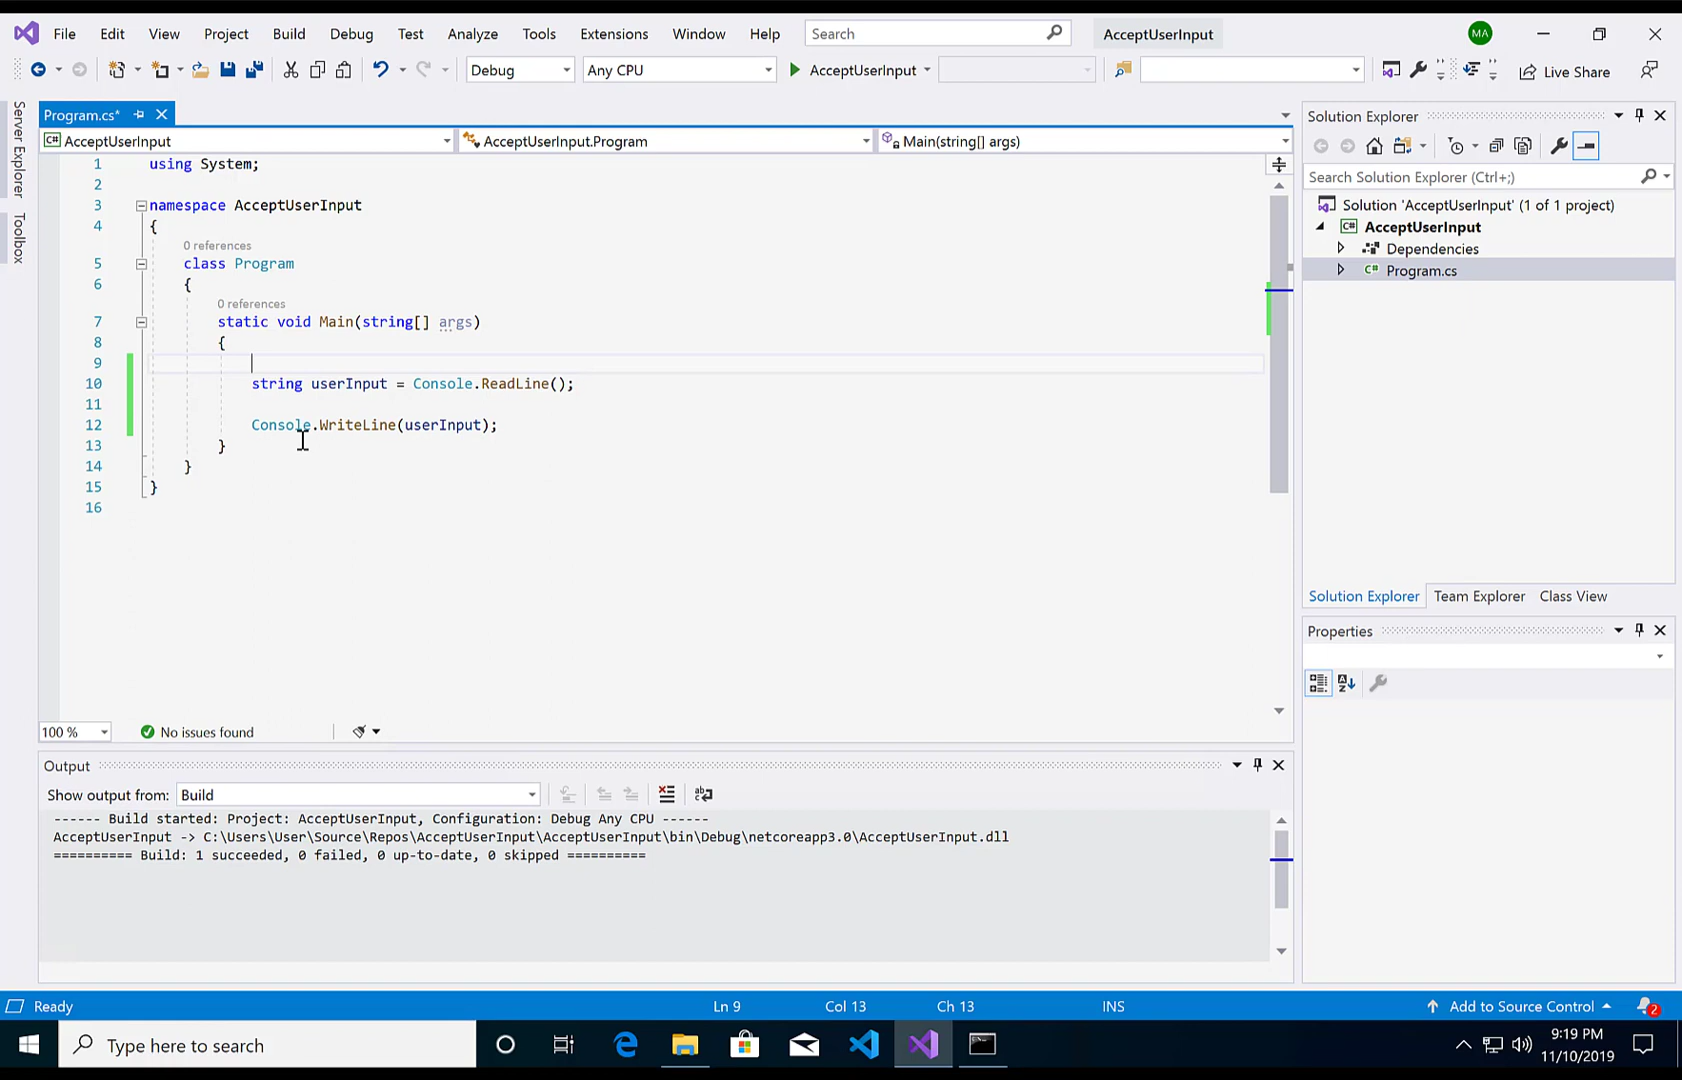 File Edit View Project Build Debug Test Analyze Tools Extensions Window Help Search AcceptUserInput MA
Debug Any CPU AcceptUserInput Live Share
Server Explorer
Toolbox
Program.cs*
AcceptUserInput AcceptUserInput.Program Main(string[] args)
1 using System;
2
3 namespace AcceptUserInput
4 {
0 references
5 class Program
6 {
0 references
7 static void Main(string[] args)
8 {
9
10 string userInput = Console.ReadLine();
11
12 Console.WriteLine(userInput);
13 }
14 }
15 }
16
100 % No issues found
Solution Explorer
Search Solution Explorer (Ctrl+;)
Solution 'AcceptUserInput' (1 of 1 project)
C# AcceptUserInput
Dependencies
C# Program.cs
Solution Explorer Team Explorer Class View
Properties
Output
Show output from: Build
------ Build started: Project: AcceptUserInput, Configuration: Debug Any CPU ------
AcceptUserInput -> C:\Users\User\Source\Repos\AcceptUserInput\AcceptUserInput\bin\Debug\netcoreapp3.0\AcceptUserInput.dll
========== Build: 1 succeeded, 0 failed, 0 up-to-date, 0 skipped ==========
Ready Ln 9 Col 13 Ch 13 INS Add to Source Control 2
Type here to search 9:19 PM
11/10/2019